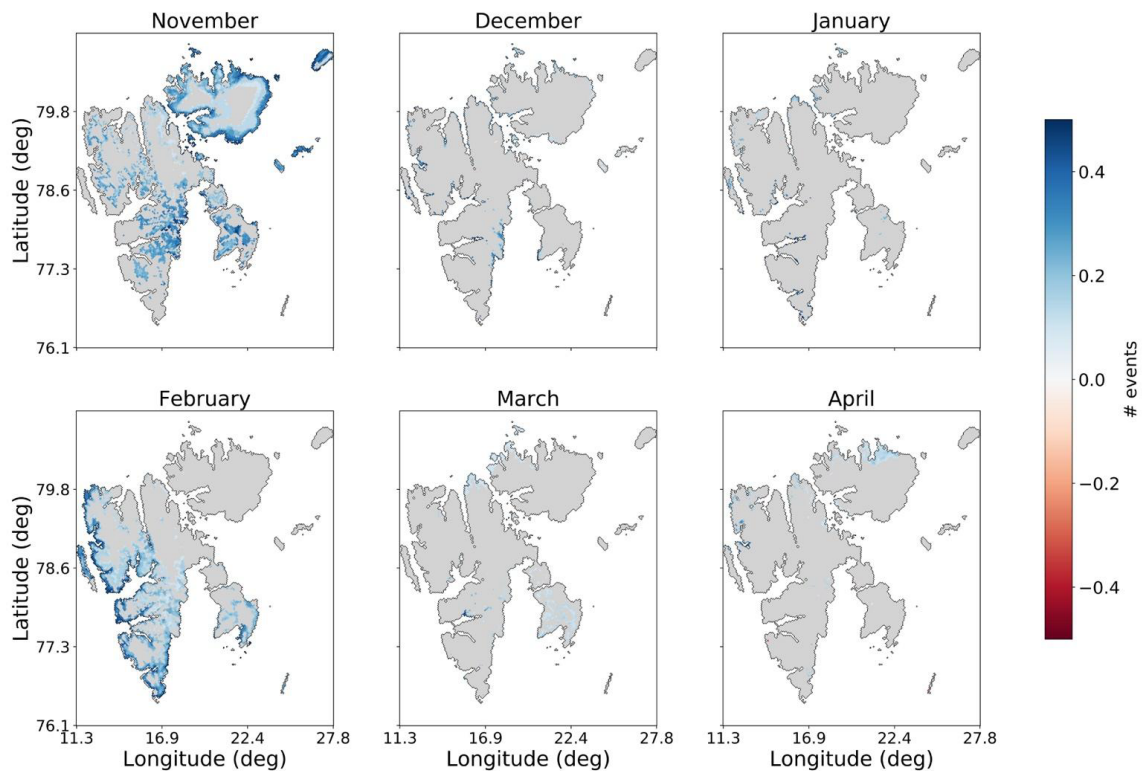 November
December
January
Latitude (deg)
79.8
78.6
77.3
76.1
0.4
0.2
0.0
−0.2
−0.4
# events
February
March
April
Latitude (deg)
79.8
78.6
77.3
76.1
11.3 16.9 22.4 27.8
11.3 16.9 22.4 27.8
11.3 16.9 22.4 27.8
Longitude (deg)
Longitude (deg)
Longitude (deg)